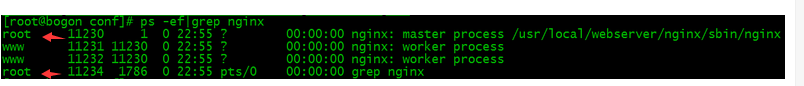 [root@bogon conf]# ps -ef|grep nginx
root 11230 1 0 22:55 ? 00:00:00 nginx: master process /usr/local/webserver/nginx/sbin/nginx
www 11231 11230 0 22:55 ? 00:00:00 nginx: worker process
www 11232 11230 0 22:55 ? 00:00:00 nginx: worker process
root 11234 1786 0 22:55 pts/0 00:00:00 grep nginx